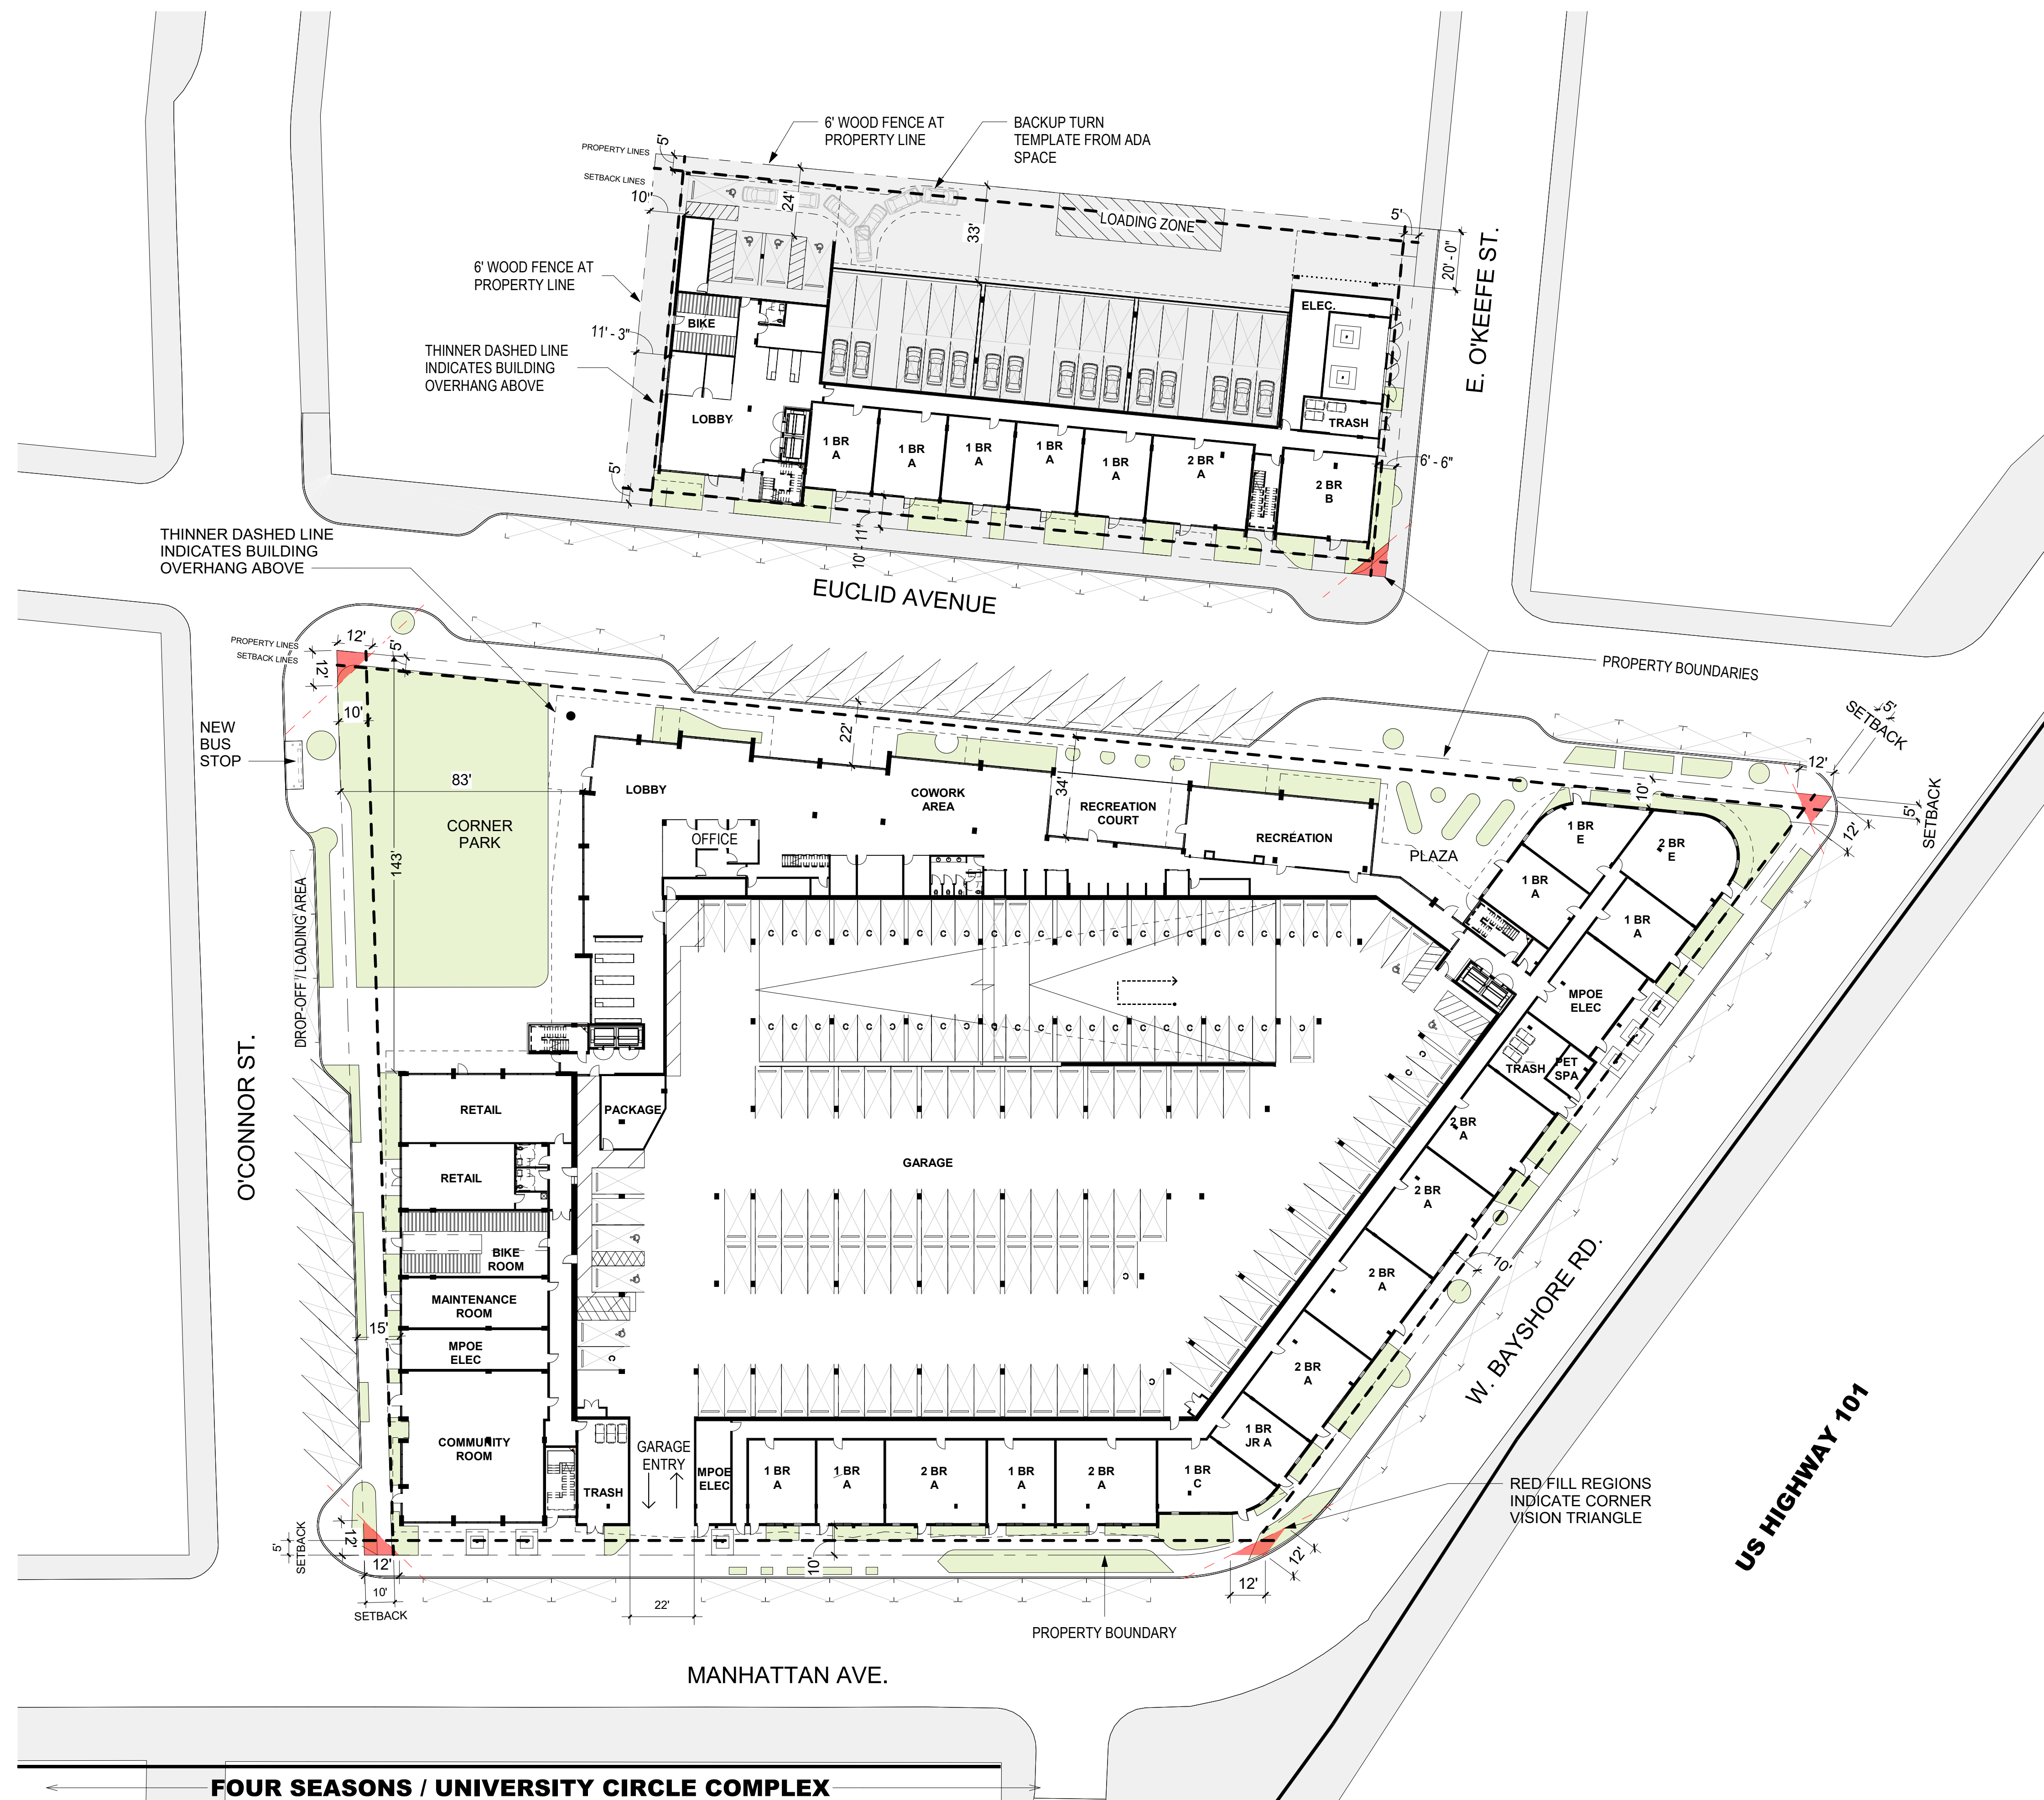 6' WOOD FENCE AT
PROPERTY LINE
BACKUP TURN
TEMPLATE FROM ADA
SPACE
PROPERTY LINES
5'
SETBACK LINES
10'
24'
33'
LOADING ZONE
5'
20' - 0"
E. O'KEEFE ST.
6' WOOD FENCE AT
PROPERTY LINE
11' - 3"
BIKE
ELEC.
THINNER DASHED LINE
INDICATES BUILDING
OVERHANG ABOVE
LOBBY
TRASH
1 BR
A
1 BR
A
1 BR
A
1 BR
A
1 BR
A
2 BR
A
2 BR
B
6' - 6"
5'
10' - 11"
THINNER DASHED LINE
INDICATES BUILDING
OVERHANG ABOVE
EUCLID AVENUE
PROPERTY BOUNDARIES
PROPERTY LINES
SETBACK LINES
12'
5'
12'
10'
NEW
BUS
STOP
83'
CORNER
PARK
143'
DROP-OFF / LOADING AREA
O'CONNOR ST.
22'
34'
LOBBY
OFFICE
COWORK
AREA
RECREATION
COURT
RECREATION
PLAZA
10'
5'
SETBACK
12'
5'
SETBACK
12'
1 BR
E
2 BR
E
1 BR
A
1 BR
A
MPOE
ELEC
TRASH
PET
SPA
C C C C C C C C C C C C C C C C C C C C C C C C
C C C C C C C C C C C C C C C C C C C C C C C
C
C
2 BR
A
2 BR
A
2 BR
A
2 BR
A
1 BR
JR A
10'
W. BAYSHORE RD.
US HIGHWAY 101
RETAIL
PACKAGE
RETAIL
GARAGE
BIKE
ROOM
MAINTENANCE
ROOM
15'
MPOE
ELEC
C
C
C
COMMUNITY
ROOM
TRASH
GARAGE
ENTRY
MPOE
ELEC
1 BR
A
1 BR
A
2 BR
A
1 BR
A
2 BR
A
1 BR
C
RED FILL REGIONS
INDICATE CORNER
VISION TRIANGLE
5'
SETBACK
12'
12'
10'
SETBACK
22'
10'
12'
12'
PROPERTY BOUNDARY
MANHATTAN AVE.
FOUR SEASONS / UNIVERSITY CIRCLE COMPLEX